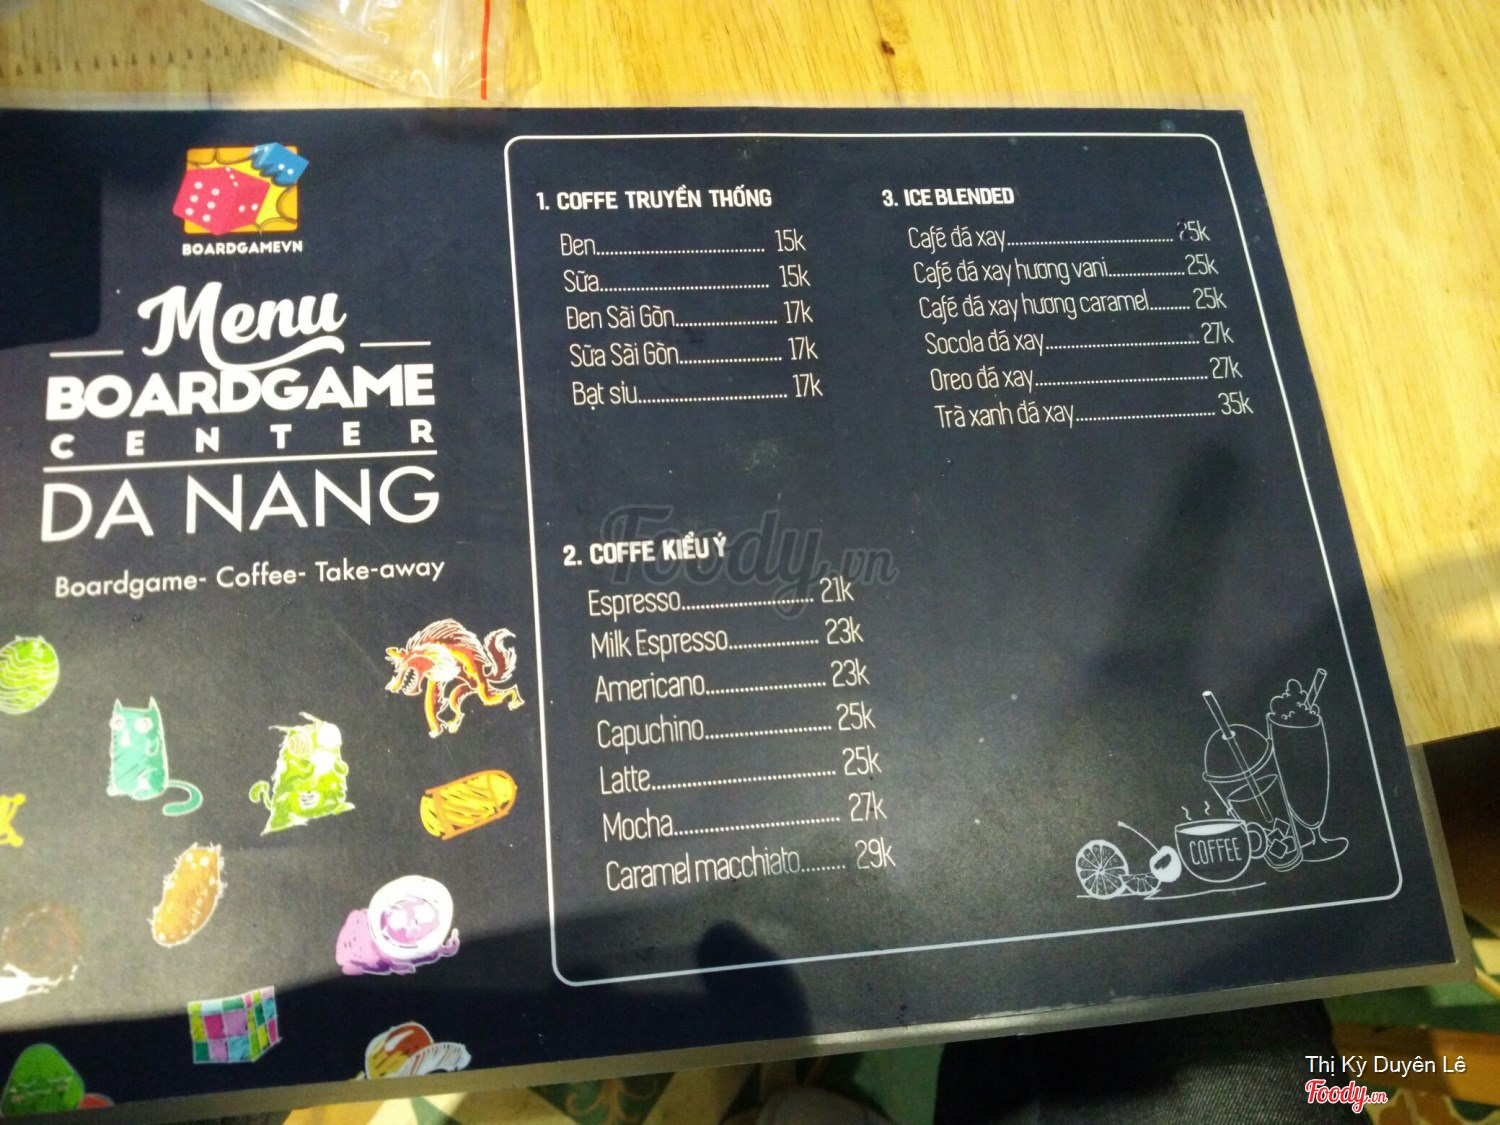 BOARDGAMEVN
Menu
BOARDGAME
CENTER
DA NANG
Boardgame- Coffee- Take-away
1. COFFE TRUYỀN THỐNG
Đen........................................ 15k
Sữa........................................ 15k
Đen Sài Gòn........................ 17k
Sữa Sài Gòn........................ 17k
Bạt sỉu................................... 17k
2. COFFE KIỂU Ý
Espresso........................... 21k
Milk Espresso................... 23k
Americano......................... 23k
Capuchino.......................... 25k
Latte...................................... 25k
Mocha.................................. 27k
Caramel macchiato......... 29k
3. ICE BLENDED
Café đá xay........................................ 25k
Café đá xay hương vani.................25k
Café đá xay hương caramel......... 25k
Socola đá xay....................................27k
Oreo đá xay........................................27k
Trà xanh đá xay................................ 35k
COFFEE
Foody.vn
Thị Kỳ Duyên Lê
Foody.vn